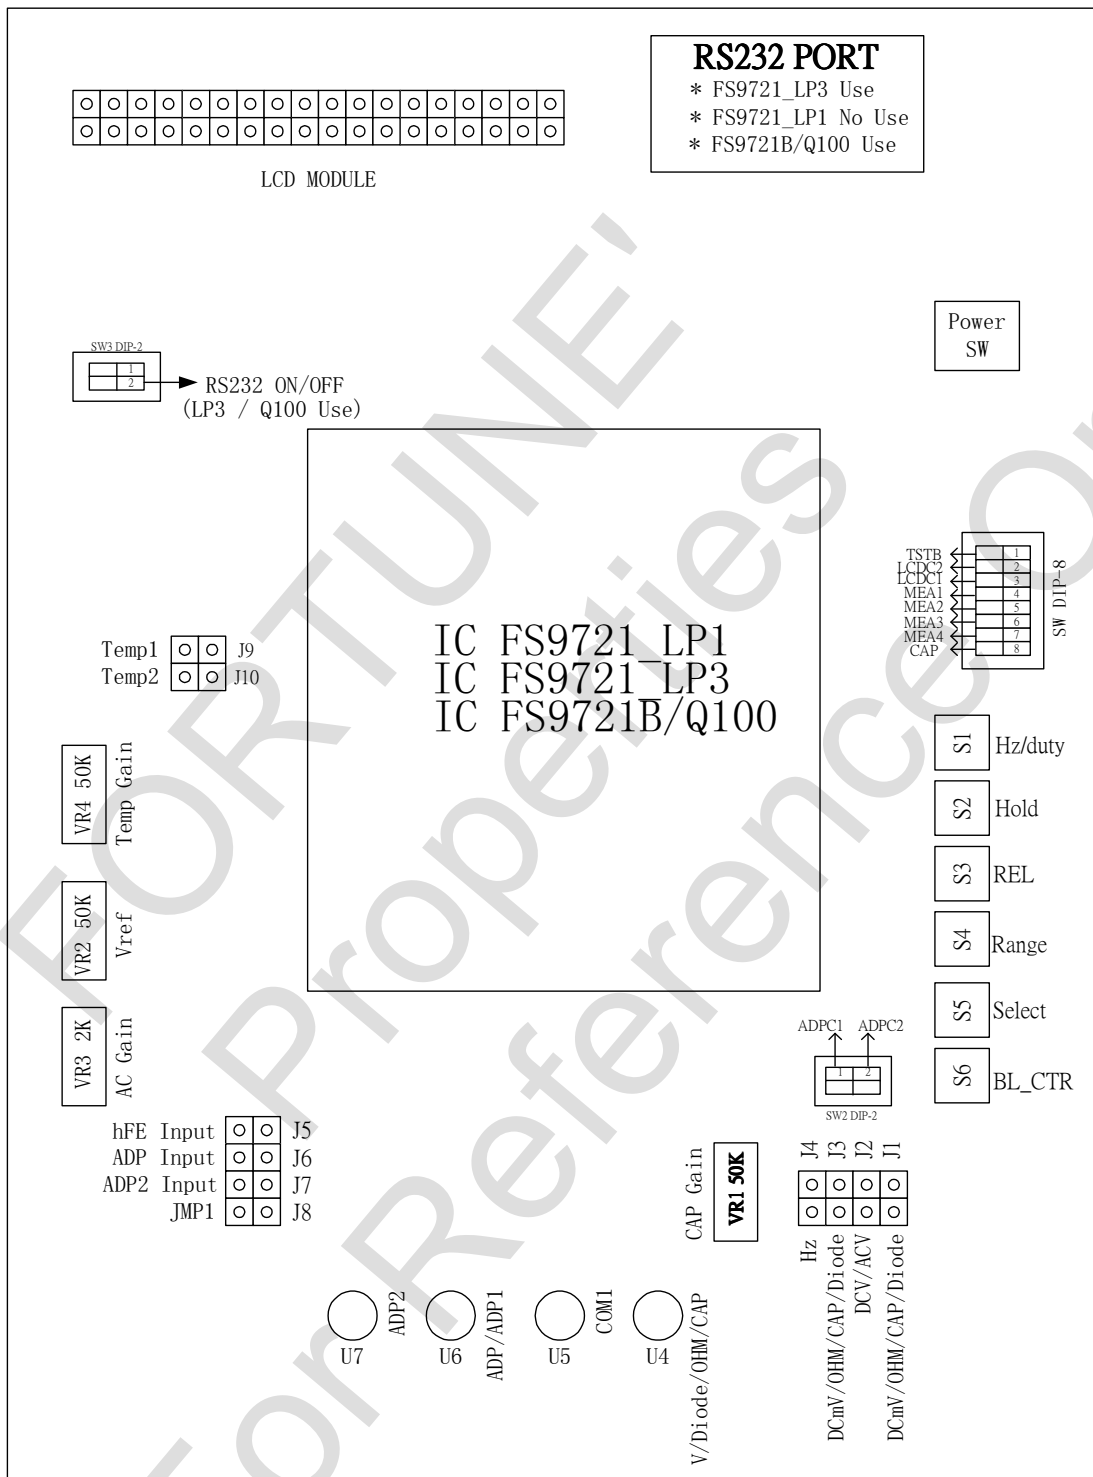 RS232 PORT
* FS9721_LP3 Use
* FS9721_LP1 No Use
* FS9721B/Q100 Use
LCD MODULE
Power
SW
SW3 DIP-2
1
2
RS232 ON/OFF
(LP3 / Q100 Use)
TSTB 1
LCDC2 2
LCDC1 3
MEA1 4
MEA2 5
MEA3 6
MEA4 7
CAP 8
SW DIP-8
IC FS9721_LP1
IC FS9721_LP3
IC FS9721B/Q100
Temp1 J9
Temp2 J10
VR4 50K
Temp Gain
VR2 50K
Vref
VR3 2K
AC Gain
S1 Hz/duty
S2 Hold
S3 REL
S4 Range
S5 Select
S6 BL_CTR
ADPC1 ADPC2
1 2
SW2 DIP-2
hFE Input J5
ADP Input J6
ADP2 Input J7
JMP1 J8
CAP Gain
VR1 50K
J4
J3
J2
J1
Hz
DCmV/OHM/CAP/Diode
DCV/ACV
DCmV/OHM/CAP/Diode
U7
ADP2
U6
ADP/ADP1
U5
COM1
U4
V/Diode/OHM/CAP
FORTUNE'
Properties
For Reference On